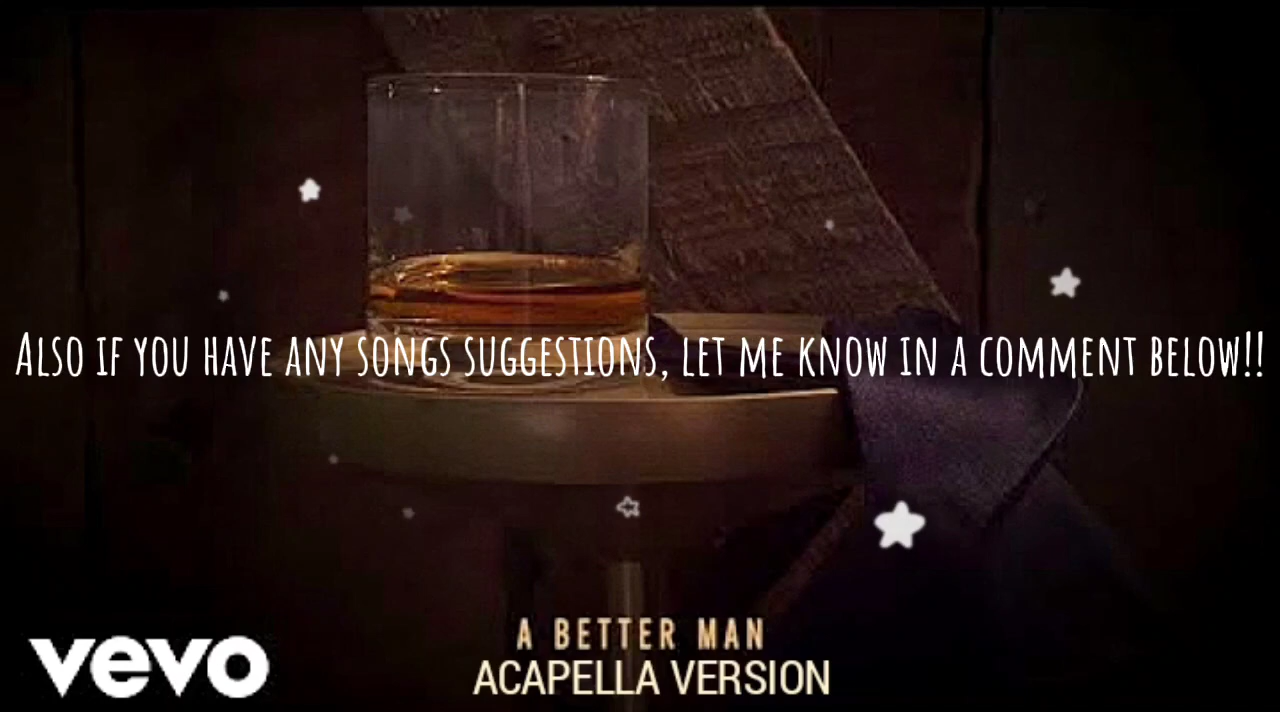 Also if you have any songs suggestions, let me know in a comment below!!
A BETTER MAN
ACAPELLA VERSION
vevo